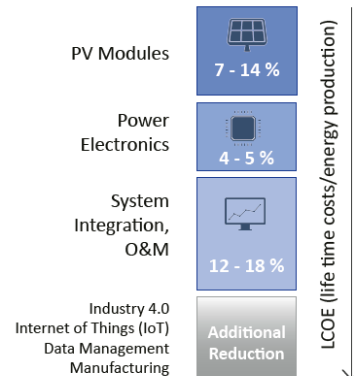 PV Modules
7 - 14 %
Power
Electronics
4 - 5 %
System
Integration,
O&M
12 - 18 %
Industry 4.0
Internet of Things (IoT)
Data Management
Manufacturing
Additional
Reduction
LCOE (life time costs/energy production)